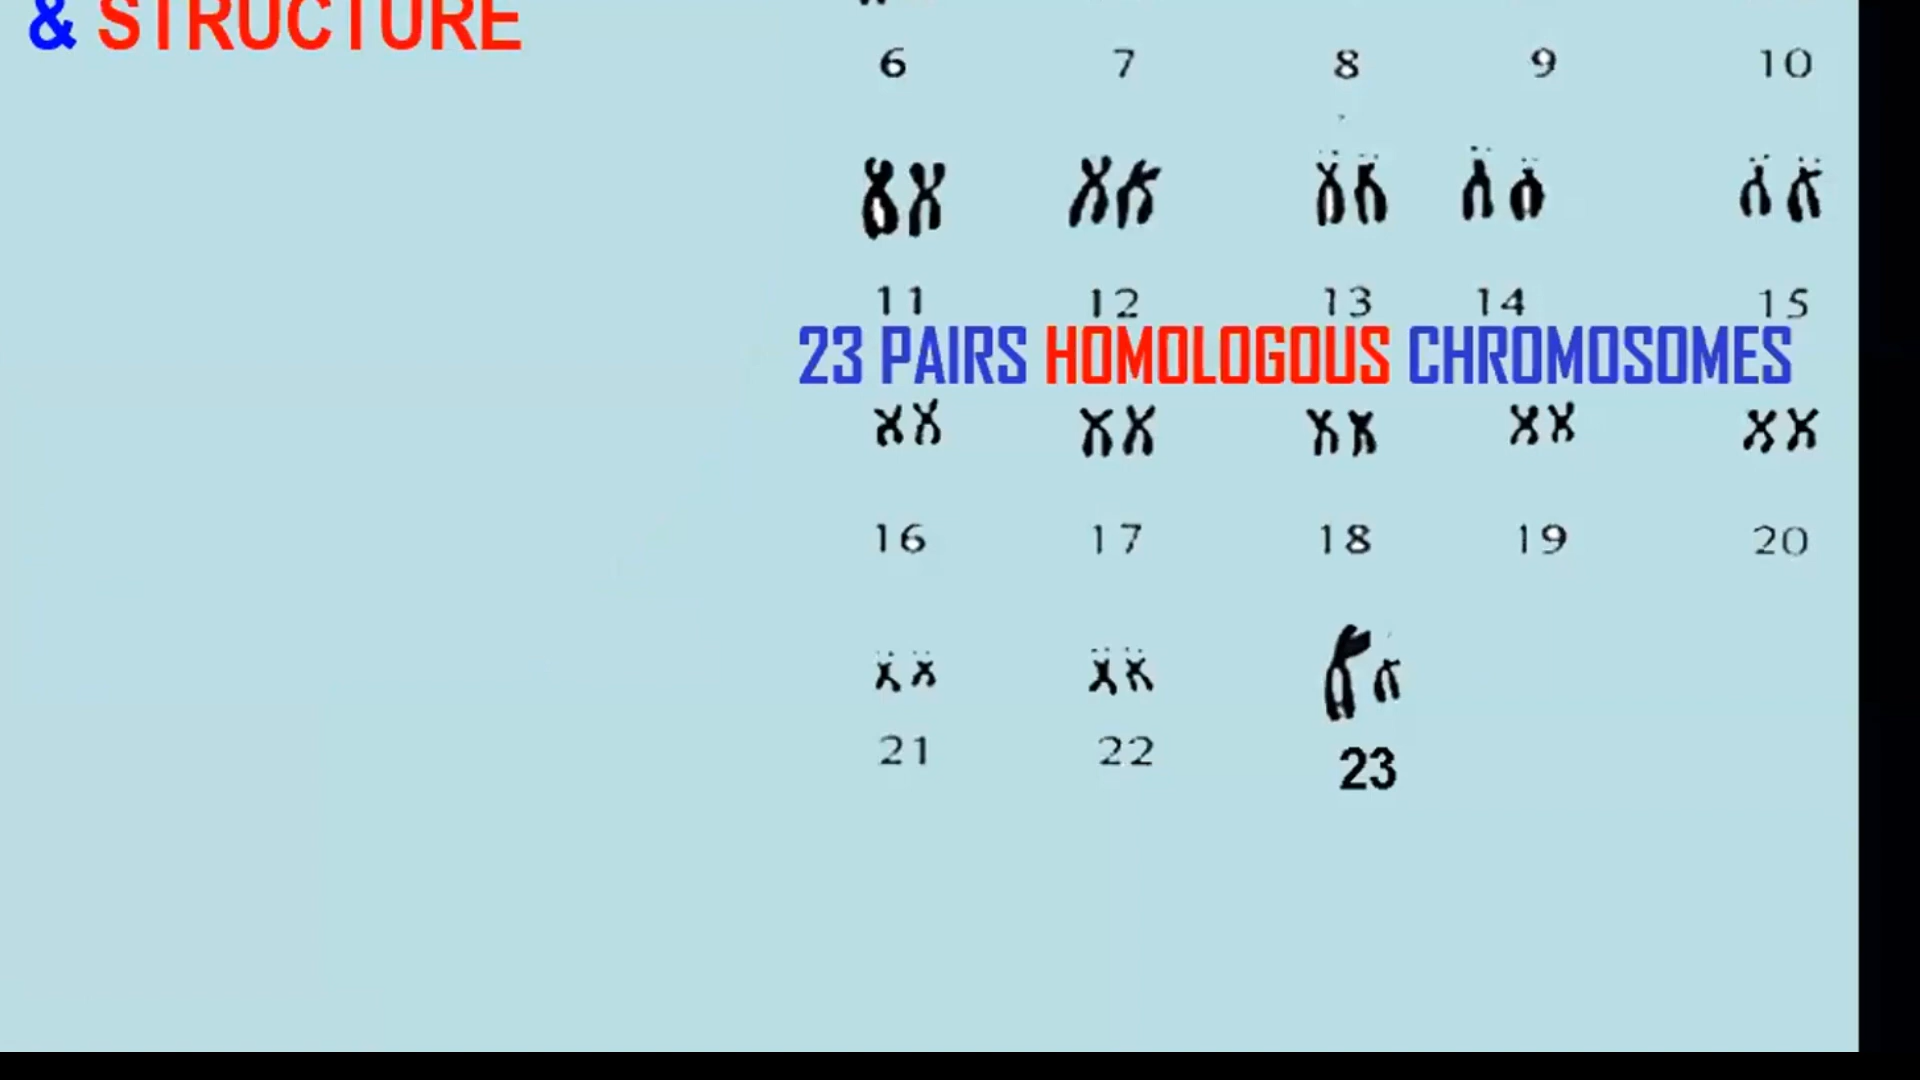 & STRUCTURE
6 7 8 9 10
11 12 13 14 15
23 PAIRS HOMOLOGOUS CHROMOSOMES
16 17 18 19 20
21 22 23